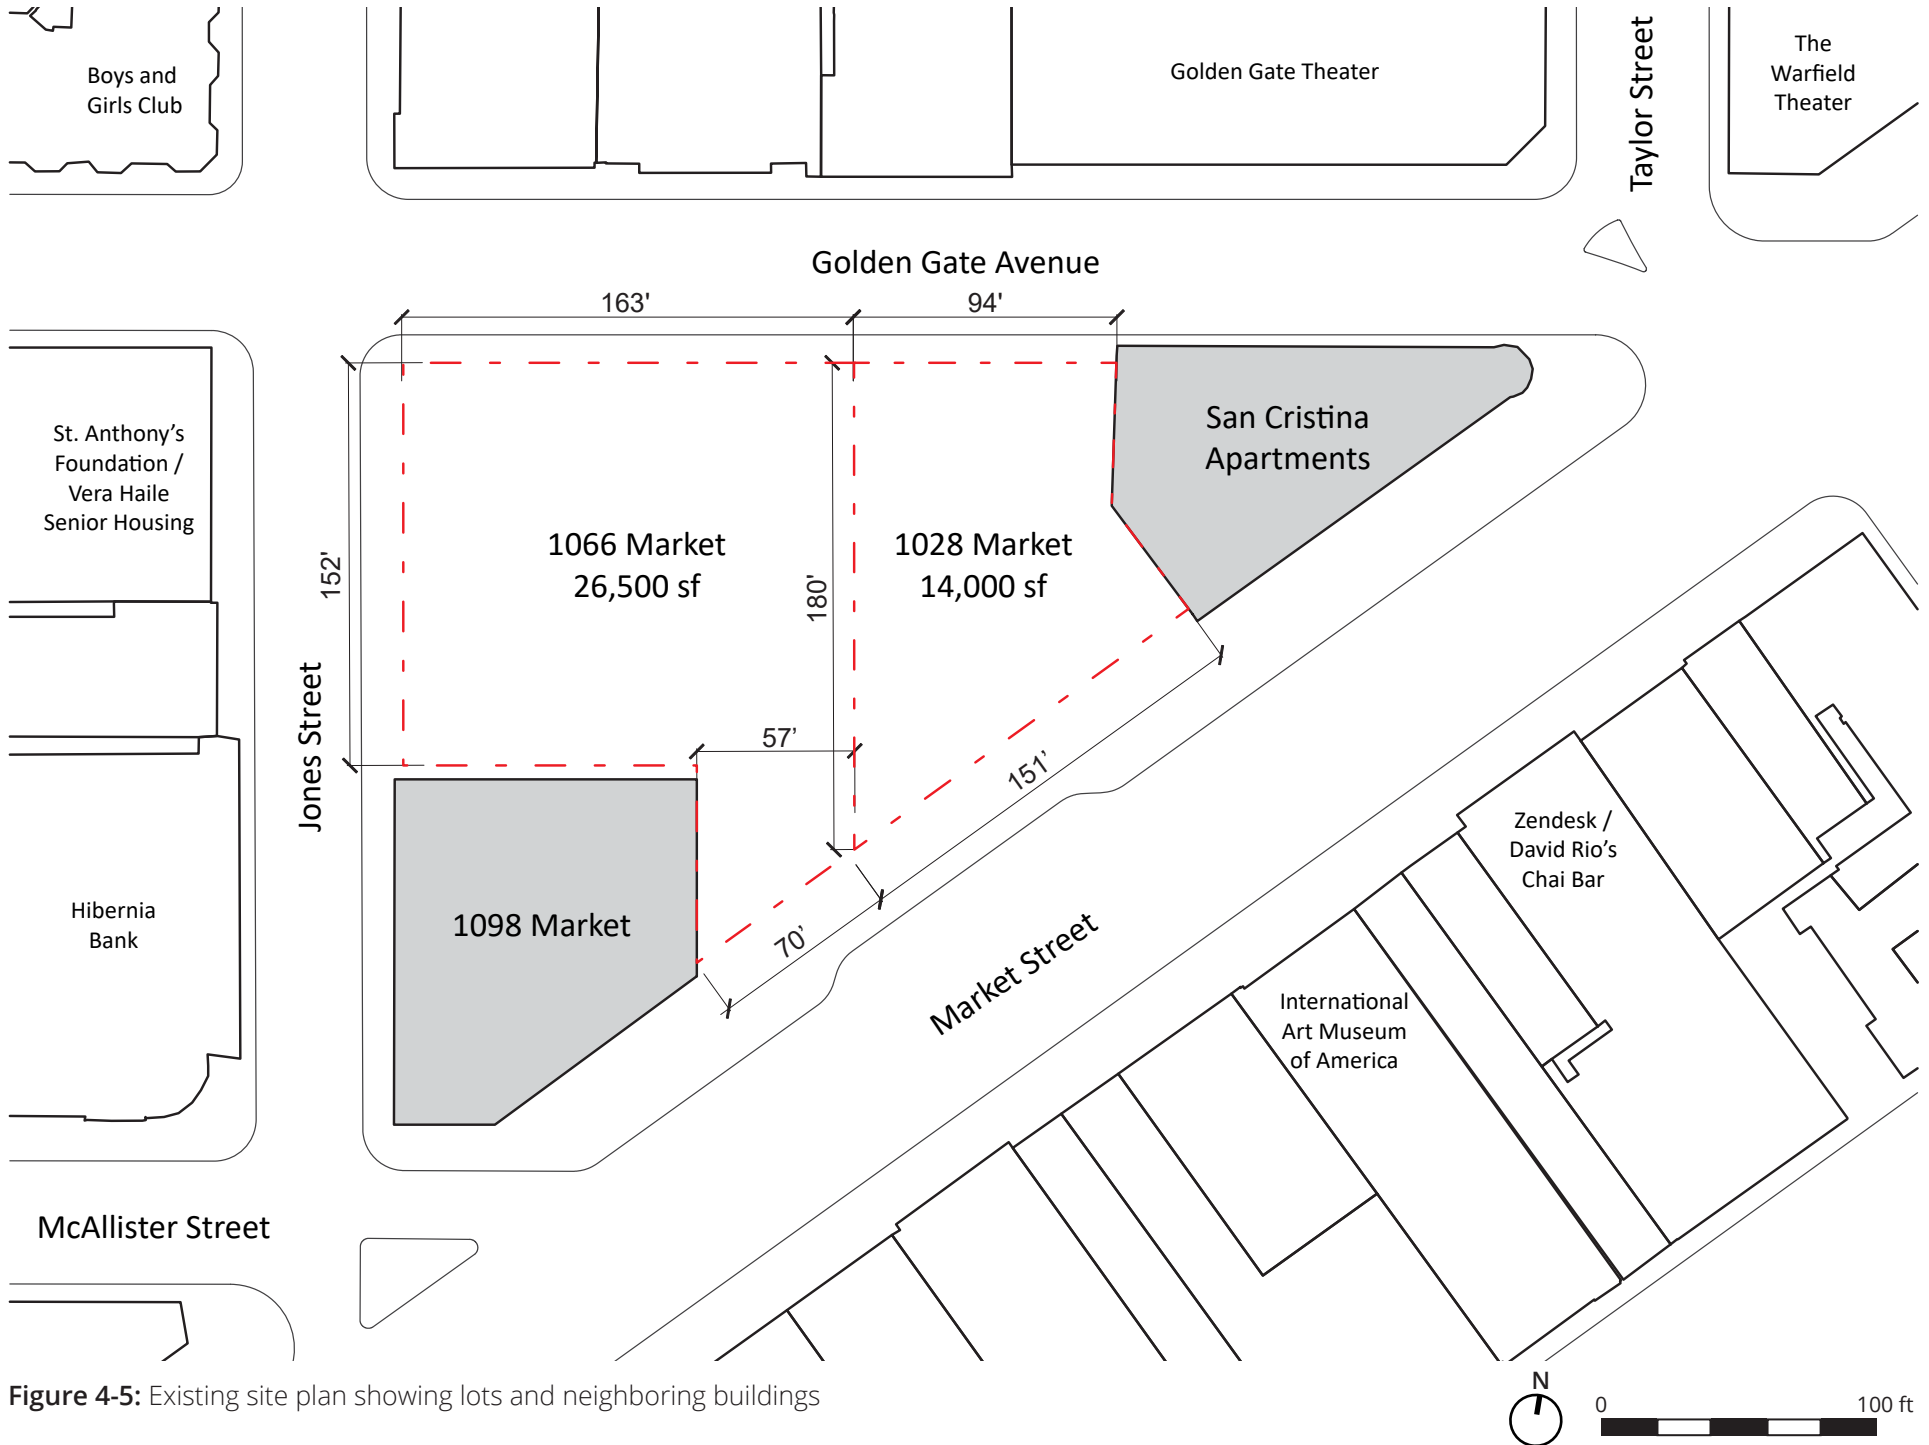 Boys and
Girls Club
Golden Gate Theater
Taylor Street
The
Warfield
Theater
Golden Gate Avenue
163'
94'
St. Anthony’s
Foundation /
Vera Haile
Senior Housing
152'
1066 Market
26,500 sf
180'
1028 Market
14,000 sf
San Cristina
Apartments
Jones Street
57’
151’
70’
1098 Market
Hibernia
Bank
Market Street
Zendesk /
David Rio’s
Chai Bar
International
Art Museum
of America
McAllister Street
Figure 4-5: Existing site plan showing lots and neighboring buildings
N
0
100 ft